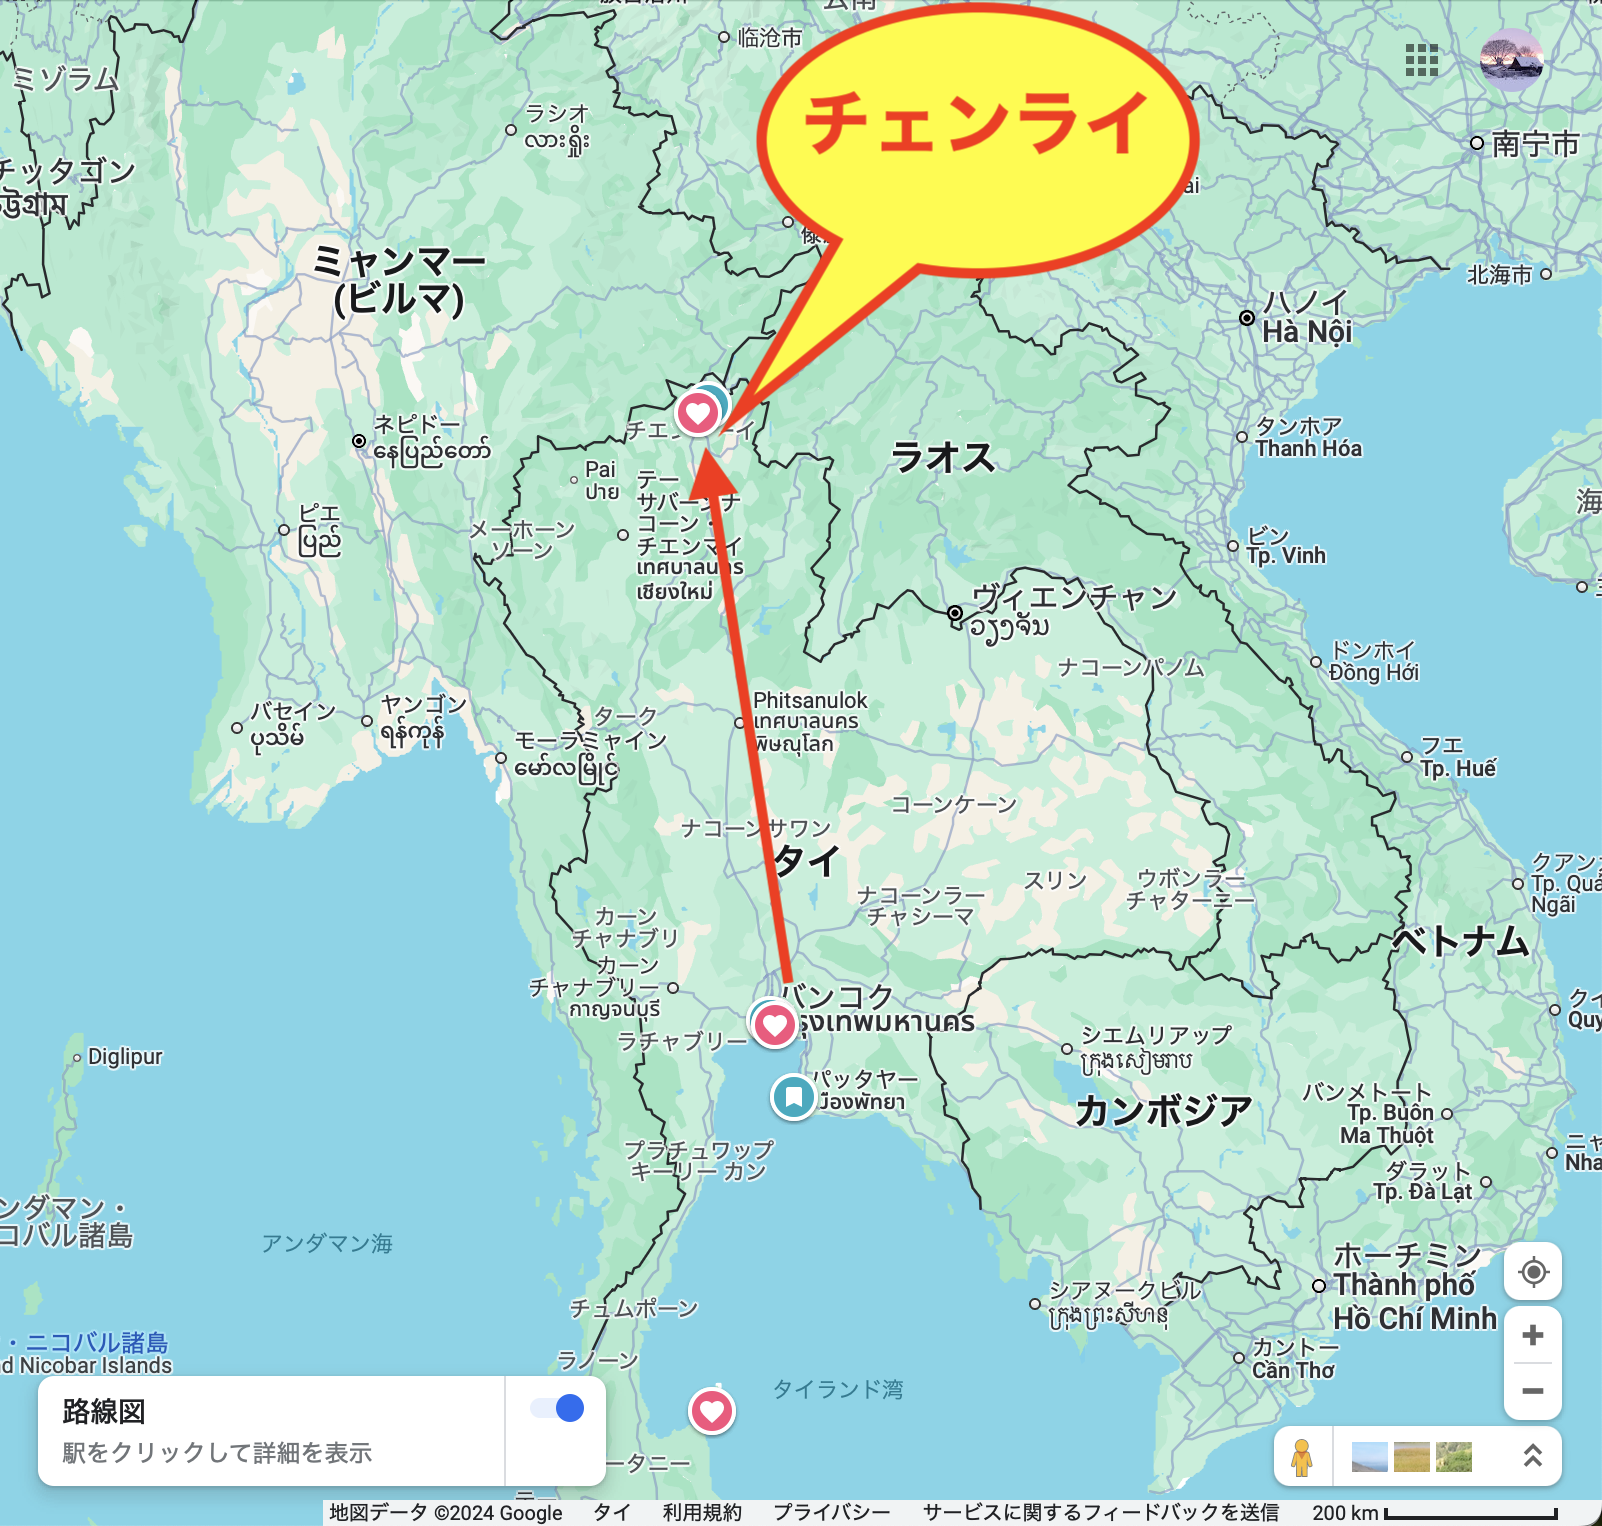 临沧市
チェンライ
ミゾラム
ラシオ
လားရှိုး
南宁市
チッタゴン
ミャンマー
(ビルマ)
北海市
ハノイ
Hà Nội
ネピドー
နေပြည်တော်
タンホア
Thanh Hóa
ラオス
Pai
ปาย
テー
サバーンナ
コーン・
チエンマイ
เทศบาลนคร
เชียงใหม่
ピエ
ပြည်
メーホーン
ソーン
ビン
Tp. Vinh
ヴィエンチャン
ວຽງຈັນ
ドンホイ
Đồng Hới
ナコーンパノム
バセイン
ပုသိမ်
ヤンゴン
ရန်ကုန်
ターク
Phitsanulok
เทศบาลนคร
พิษณุโลก
モーラミャイン
မော်လမြိုင်
フエ
Tp. Huế
コーンケーン
ナコーンサワン
タイ
スリン
ウボンラー
チャターニー
ナコーンラー
チャシーマ
クアン
Tp. Quả
Ngãi
カーン
チャナブリ
ベトナム
カーン
チャナブリー
กาญจนบุรี
バンコク
กรุงเทพมหานคร
クイ
Quy
ラチャブリー
シエムリアップ
ក្រុងសៀមរាប
Diglipur
パッタヤー
เมืองพัทยา
カンボジア
バンメトート
Tp. Buôn
Ma Thuột
プラチュワップ
キーリーカン
ニャ
Nha
ダラット
Tp. Đà Lạt
ンダマン・
コバル諸島
アンダマン海
ホーチミン
Thành phố
Hồ Chí Minh
シアヌークビル
ក្រុងព្រះសីហនុ
チュムポーン
・ニコバル諸島
nd Nicobar Islands
ラノーン
カントー
Cần Thơ
タイランド湾
路線図
駅をクリックして詳細を表示
ータニー
地図データ ©2024 Google タイ 利用規約 プライバシー サービスに関するフィードバックを送信 200 km